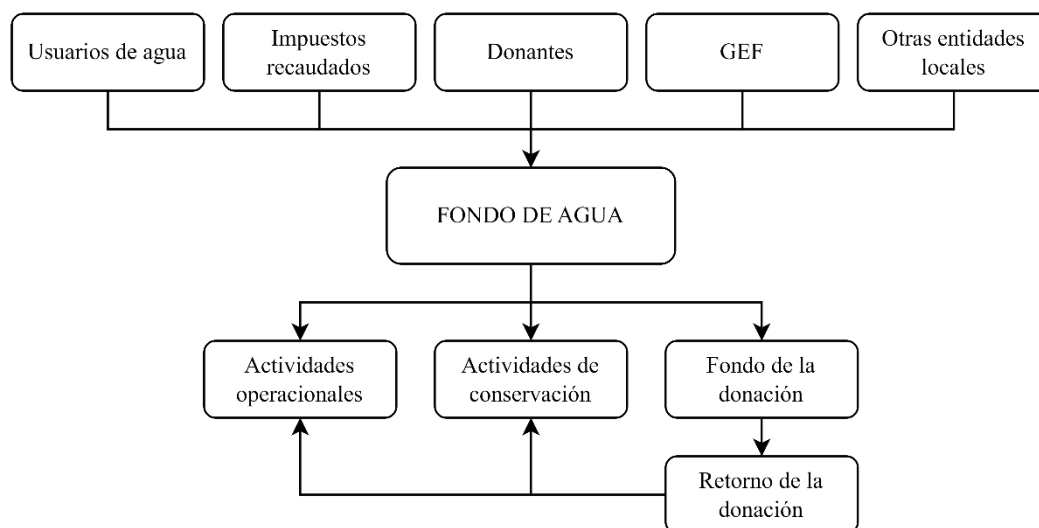 Usuarios de agua
Impuestos
recaudados
Donantes
GEF
Otras entidades
locales
FONDO DE AGUA
Actividades
operacionales
Actividades de
conservación
Fondo de la
donación
Retorno de la
donación